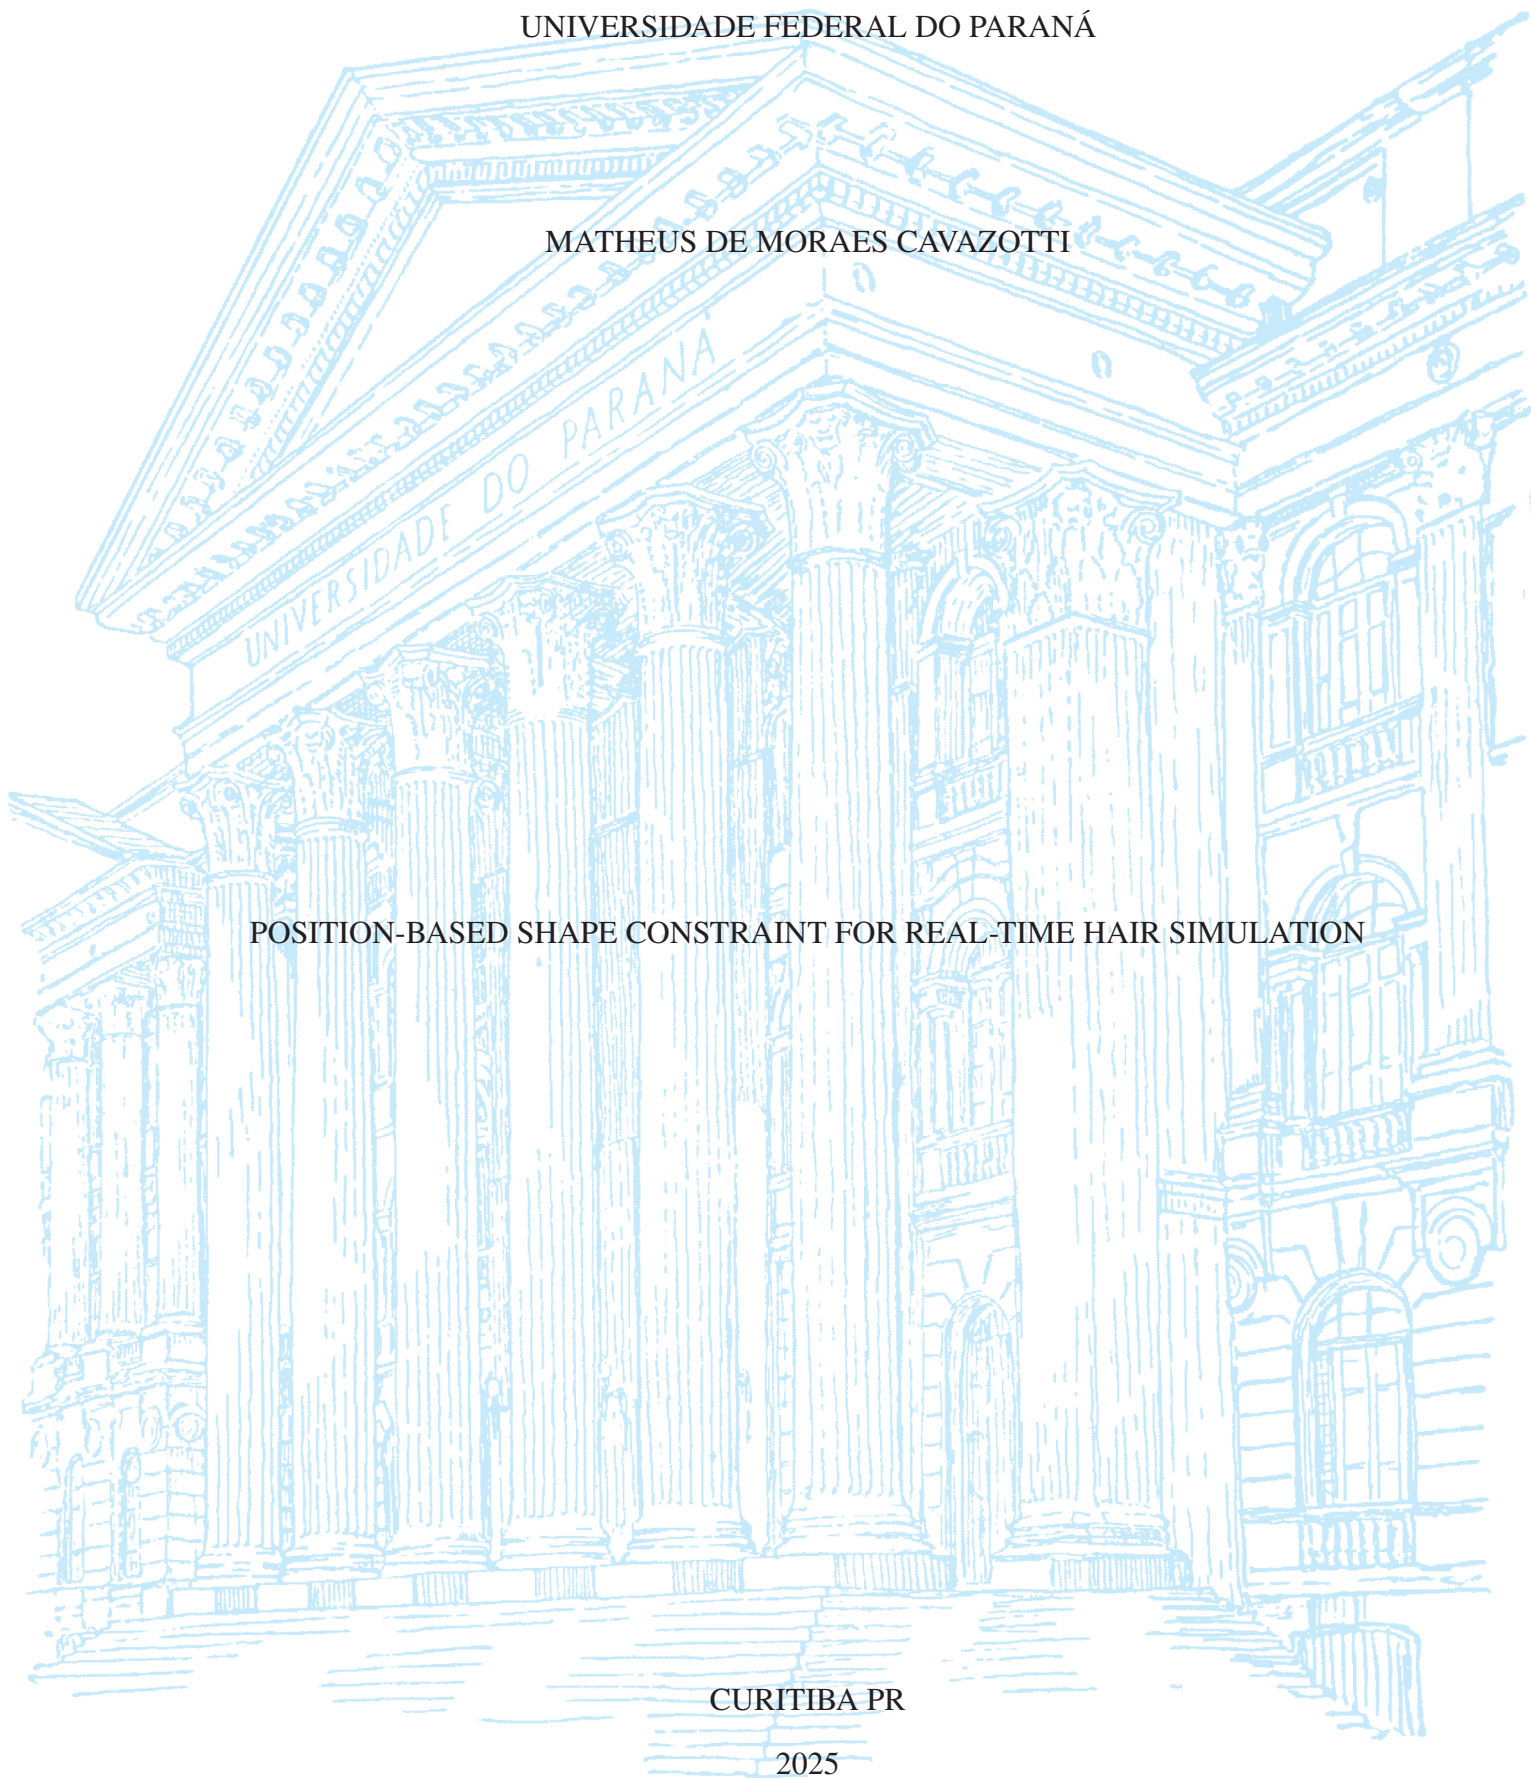 UNIVERSIDADE FEDERAL DO PARANÁ
MATHEUS DE MORAES CAVAZOTTI
UNIVERSIDADE DO PARANÁ
POSITION-BASED SHAPE CONSTRAINT FOR REAL-TIME HAIR SIMULATION
CURITIBA PR
2025